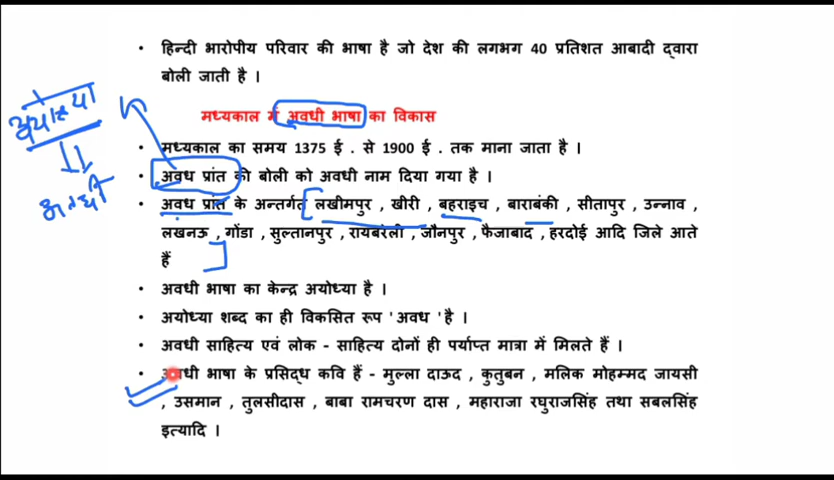 • हिन्दी भारोपीय परिवार की भाषा है जो देश की लगभग 40 प्रतिशत आबादी द्वारा
बोली जाती है ।
मध्यकाल में अवधी भाषा का विकास
• मध्यकाल का समय 1375 ई . से 1900 ई . तक माना जाता है ।
• अवध प्रांत की बोली को अवधी नाम दिया गया है ।
• अवध प्रांत के अन्तर्गत लखीमपुर , खीरी , बहराइच , बाराबंकी , सीतापुर , उन्नाव ,
लखनऊ , गोंडा , सुल्तानपुर , रायबरेली , जौनपुर , फैजाबाद , हरदोई आदि जिले आते
हैं
• अवधी भाषा का केन्द्र अयोध्या है ।
• अयोध्या शब्द का ही विकसित रूप 'अवध 'है ।
• अवधी साहित्य एवं लोक - साहित्य दोनों ही पर्याप्त मात्रा में मिलते हैं ।
• अवधी भाषा के प्रसिद्ध कवि हैं - मुल्ला दाऊद , कुतुबन , मलिक मोहम्मद जायसी
, उसमान , तुलसीदास , बाबा रामचरण दास , महाराजा रघुराजसिंह तथा सबलसिंह
इत्यादि ।